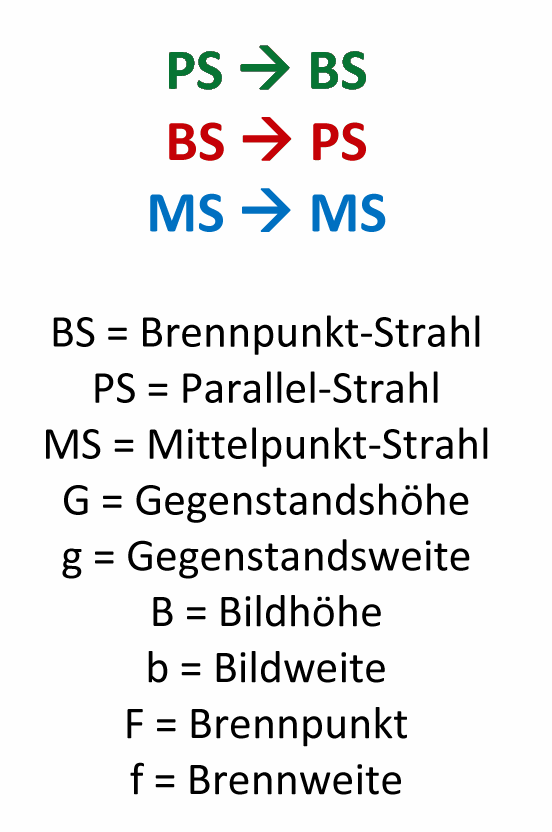 PS → BS
BS → PS
MS → MS
BS = Brennpunkt-Strahl
PS = Parallel-Strahl
MS = Mittelpunkt-Strahl
G = Gegenstandshöhe
g = Gegenstandsweite
B = Bildhöhe
b = Bildweite
F = Brennpunkt
f = Brennweite